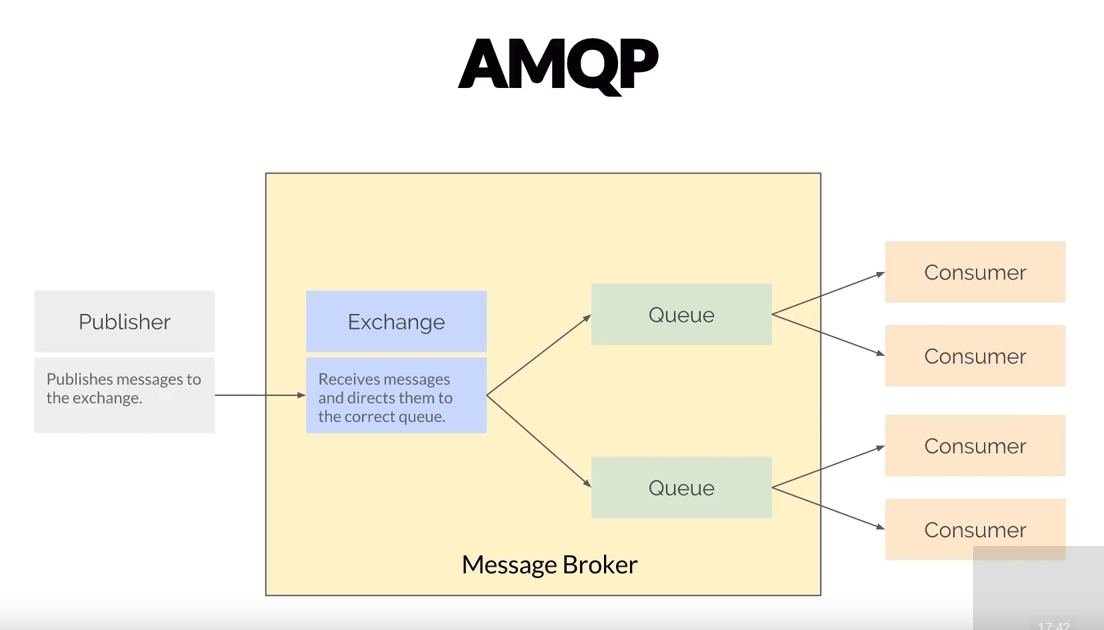 AMQP
Publisher
Publishes messages to
the exchange.
Exchange
Receives messages
and directs them to
the correct queue.
Queue
Queue
Consumer
Consumer
Consumer
Consumer
Message Broker
17:42